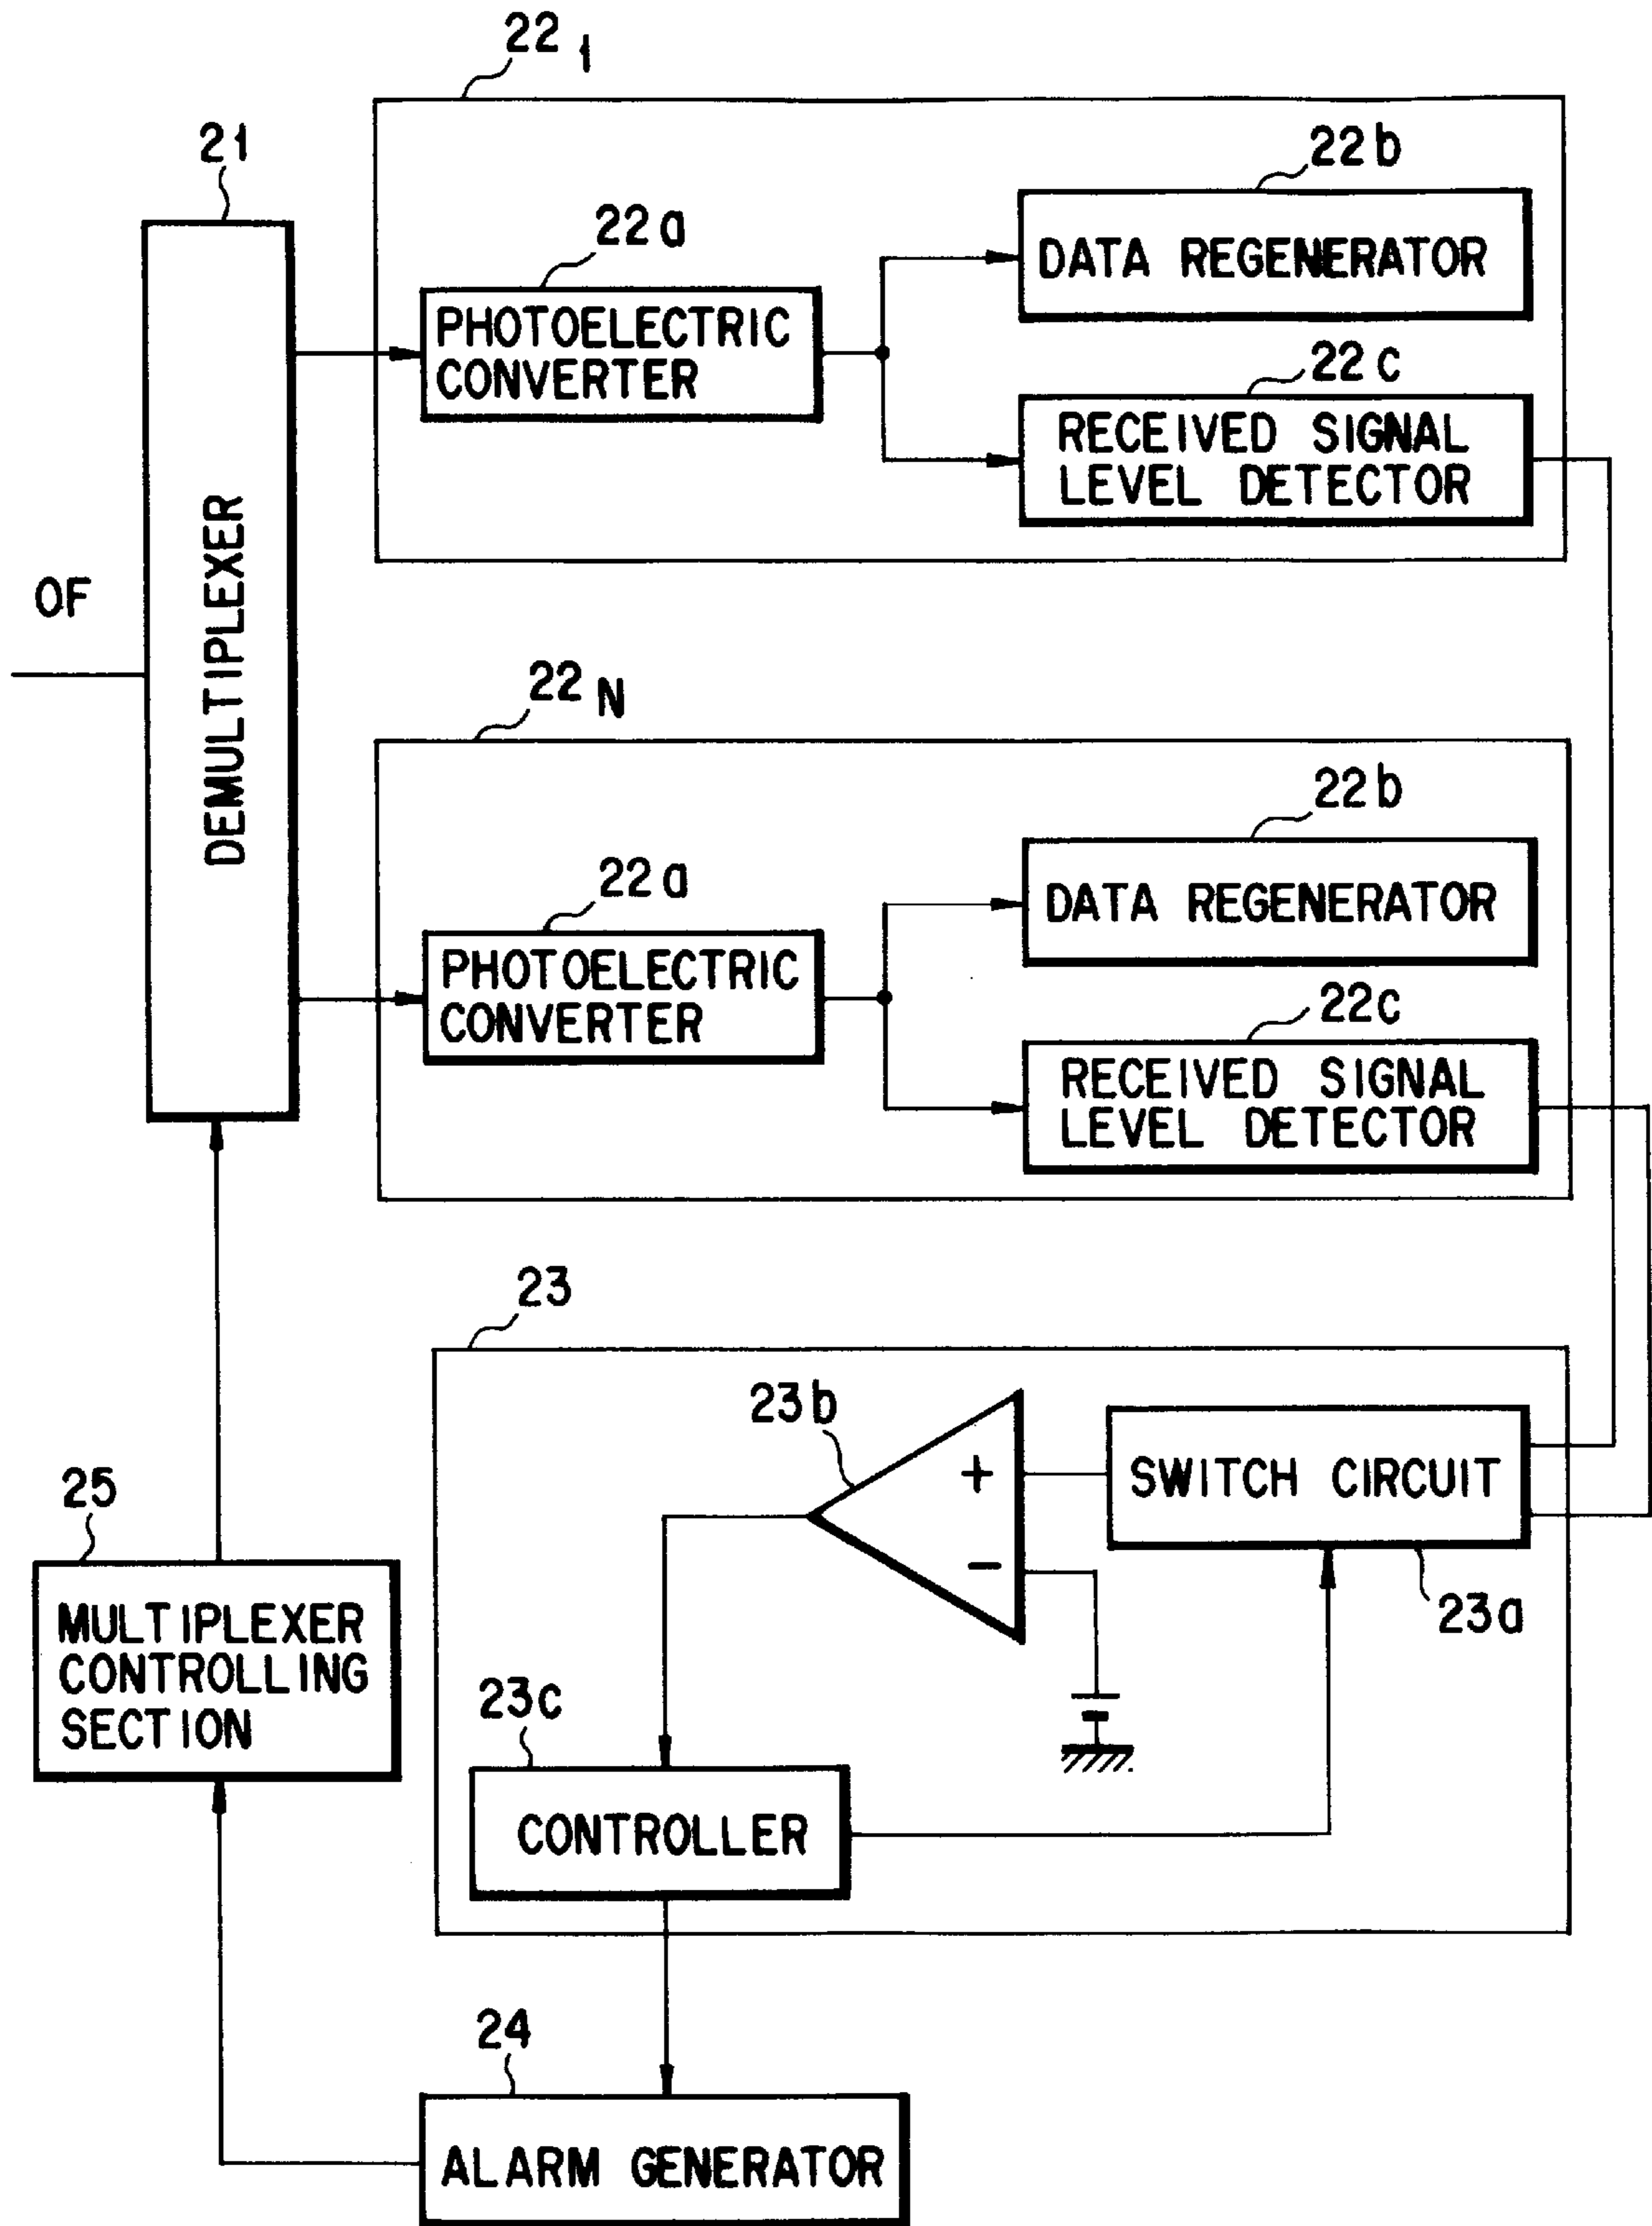 22 1
21
22b
22a
DATA REGENERATOR
PHOTOELECTRIC
CONVERTER
22c
RECEIVED SIGNAL
LEVEL DETECTOR
OF
DEMULTIPLEXER
22 N
22b
22a
DATA REGENERATOR
PHOTOELECTRIC
CONVERTER
22c
RECEIVED SIGNAL
LEVEL DETECTOR
23
23b
+
-
SWITCH CIRCUIT
23a
25
MULTIPLEXER
CONTROLLING
SECTION
23c
CONTROLLER
24
ALARM GENERATOR